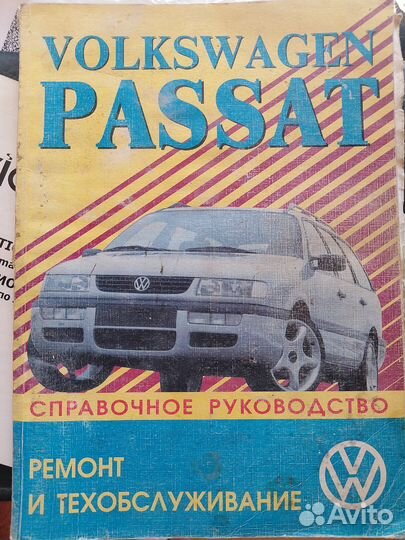 VOLKSWAGEN
PASSAT
СПРАВОЧНОЕ РУКОВОДСТВО
РЕМОНТ
И ТЕХОБСЛУЖИВАНИЕ
Avito